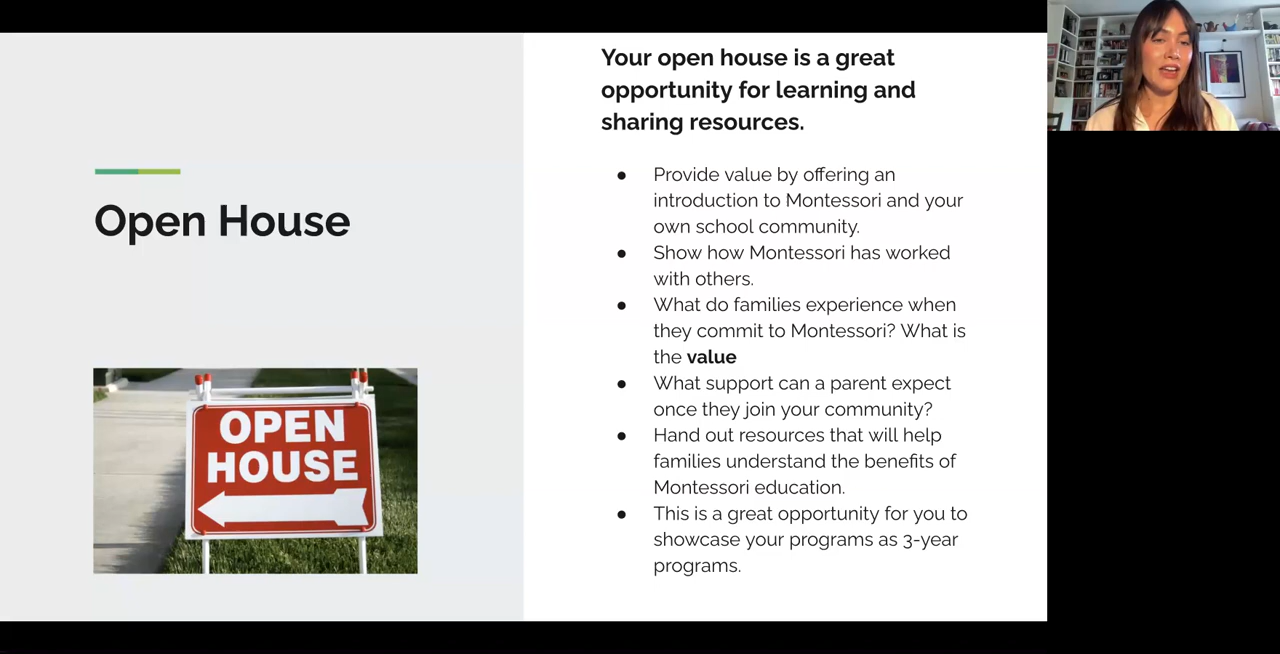 Open House
OPEN
HOUSE
Your open house is a great
opportunity for learning and
sharing resources.
● Provide value by offering an
introduction to Montessori and your
own school community.
● Show how Montessori has worked
with others.
● What do families experience when
they commit to Montessori? What is
the value
● What support can a parent expect
once they join your community?
● Hand out resources that will help
families understand the benefits of
Montessori education.
● This is a great opportunity for you to
showcase your programs as 3-year
programs.